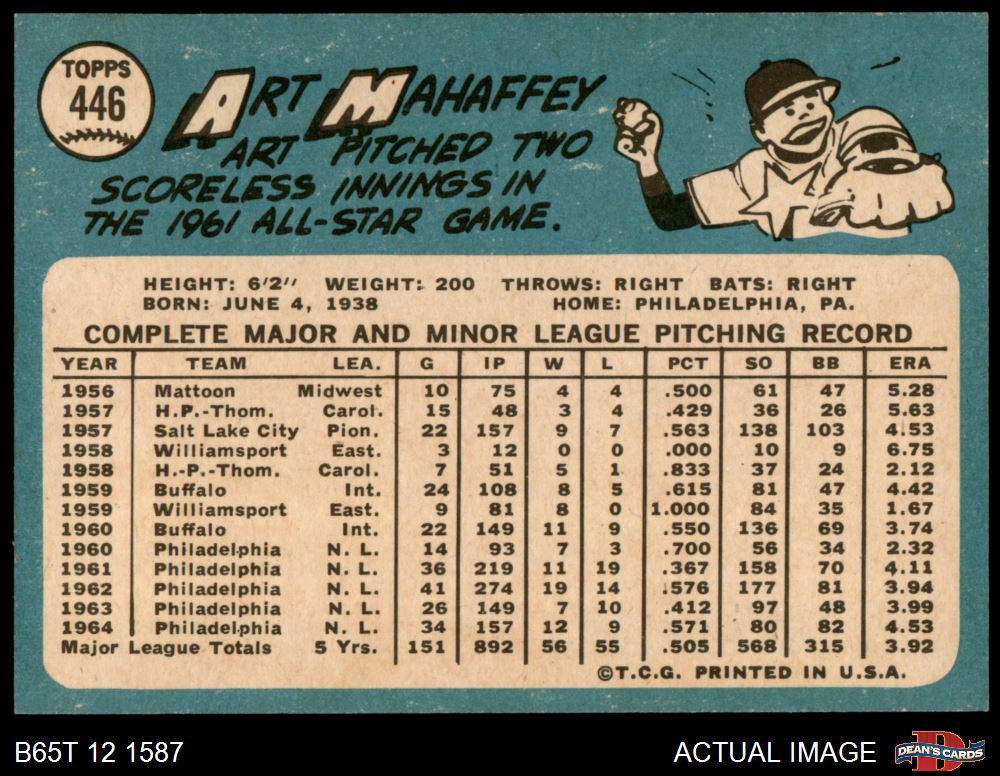 TOPPS
446
ART MAHAFFEY
ART PITCHED TWO
SCORELESS INNINGS IN
THE 1961 ALL-STAR GAME.
HEIGHT: 6'2" WEIGHT: 200 THROWS: RIGHT BATS: RIGHT
BORN: JUNE 4, 1938 HOME: PHILADELPHIA, PA.
COMPLETE MAJOR AND MINOR LEAGUE PITCHING RECORD
YEAR TEAM LEA. G IP W L PCT SO BB ERA
1956 Mattoon Midwest 10 75 4 4 .500 61 47 5.28
1957 H.P.-Thom. Carol. 15 48 3 4 .429 36 26 5.63
1957 Salt Lake City Pion. 22 157 9 7 .563 138 103 4.53
1958 Williamsport East. 3 12 0 0 .000 10 9 6.75
1958 H.-P.-Thom. Carol. 7 51 5 1 .833 37 24 2.12
1959 Buffalo Int. 24 108 8 5 .615 81 47 4.42
1959 Williamsport East. 9 81 8 0 1.000 84 35 1.67
1960 Buffalo Int. 22 149 11 9 .550 136 69 3.74
1960 Philadelphia N. L. 14 93 7 3 .700 56 34 2.32
1961 Philadelphia N. L. 36 219 11 19 .367 158 70 4.11
1962 Philadelphia N. L. 41 274 19 14 .576 177 81 3.94
1963 Philadelphia N. L. 26 149 7 10 .412 97 48 3.99
1964 Philadelphia N. L. 34 157 12 9 .571 80 82 4.53
Major League Totals 5 Yrs. 151 892 56 55 .505 568 315 3.92
©T.C.G. PRINTED IN U.S.A.
B65T 12 1587 ACTUAL IMAGE D DEAN'S CARDS